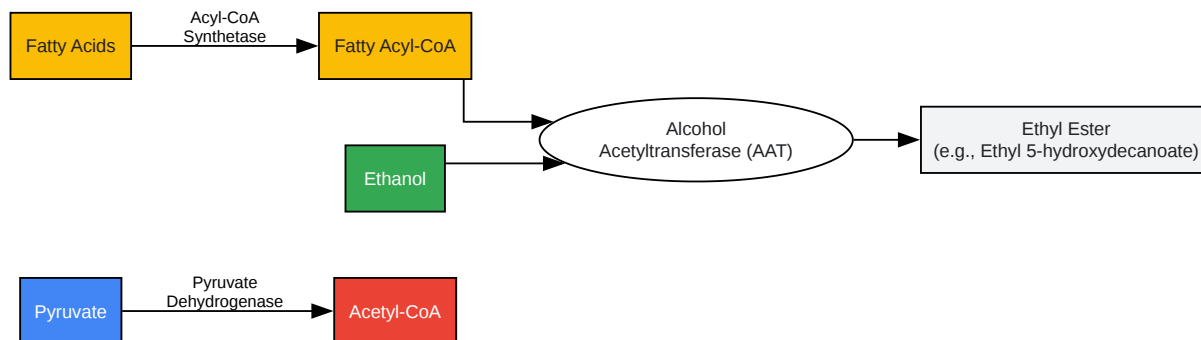 Acyl-CoA
Synthetase
Fatty Acids
Fatty Acyl-CoA
Alcohol
Acetyltransferase (AAT)
Ethyl Ester
(e.g., Ethyl 5-hydroxydecanoate)
Ethanol
Pyruvate
Dehydrogenase
Pyruvate
Acetyl-CoA